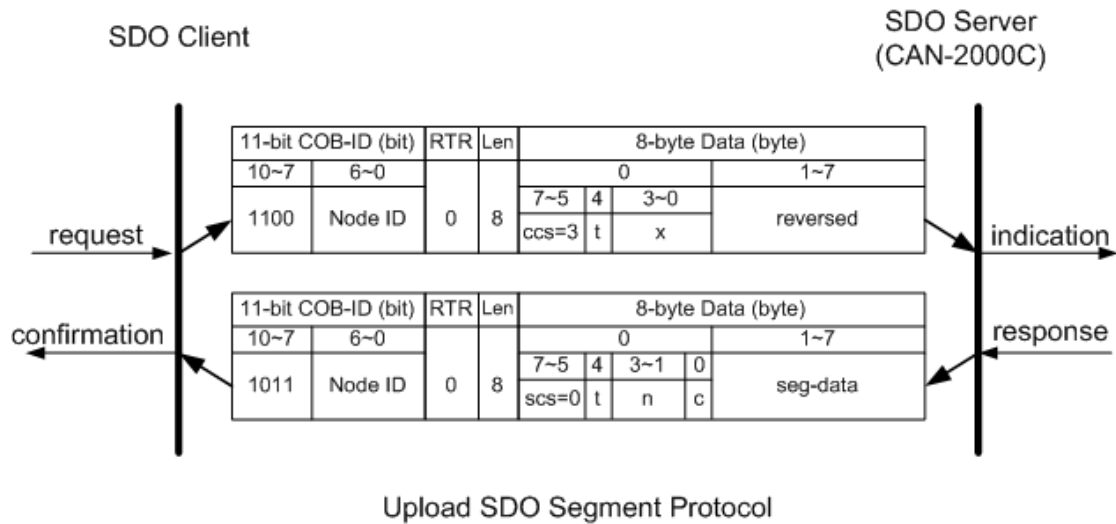 SDO Client
SDO Server
(CAN-2000C)
11-bit COB-ID (bit) RTR Len 8-byte Data (byte)
10~7 6~0 0 1~7
7~5 4 3~0
1100 Node ID 0 8 reversed
ccs=3 t x
request
indication
11-bit COB-ID (bit) RTR Len 8-byte Data (byte)
10~7 6~0 0 1~7
confirmation
response
7~5 4 3~1 0
1011 Node ID 0 8 seg-data
scs=0 t n c
Upload SDO Segment Protocol